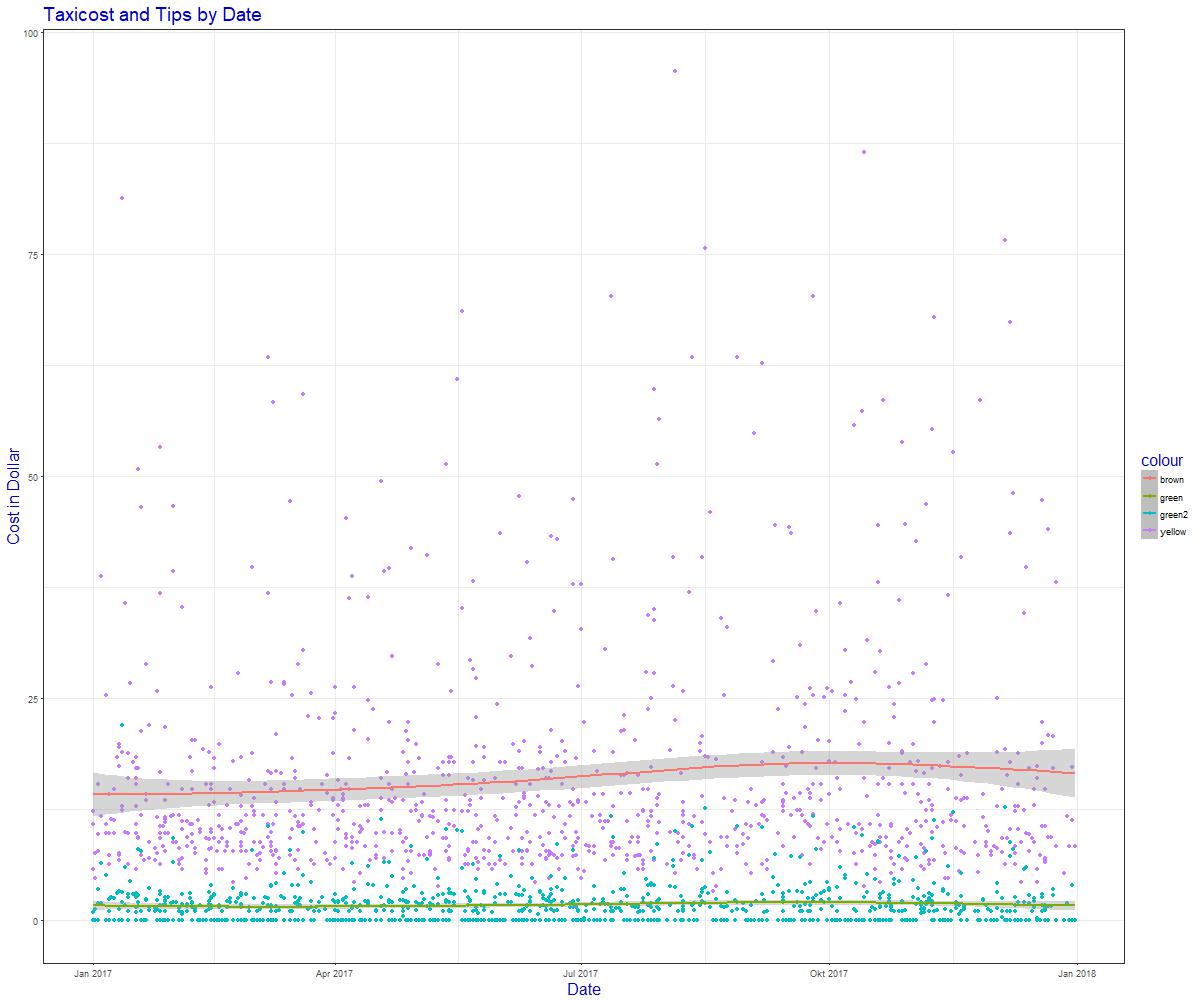 Taxicost and Tips by Date
100
75
50
25
0
Cost in Dollar
Jan 2017
Apr 2017
Jul 2017
Okt 2017
Jan 2018
Date
colour
brown
green
green2
yellow